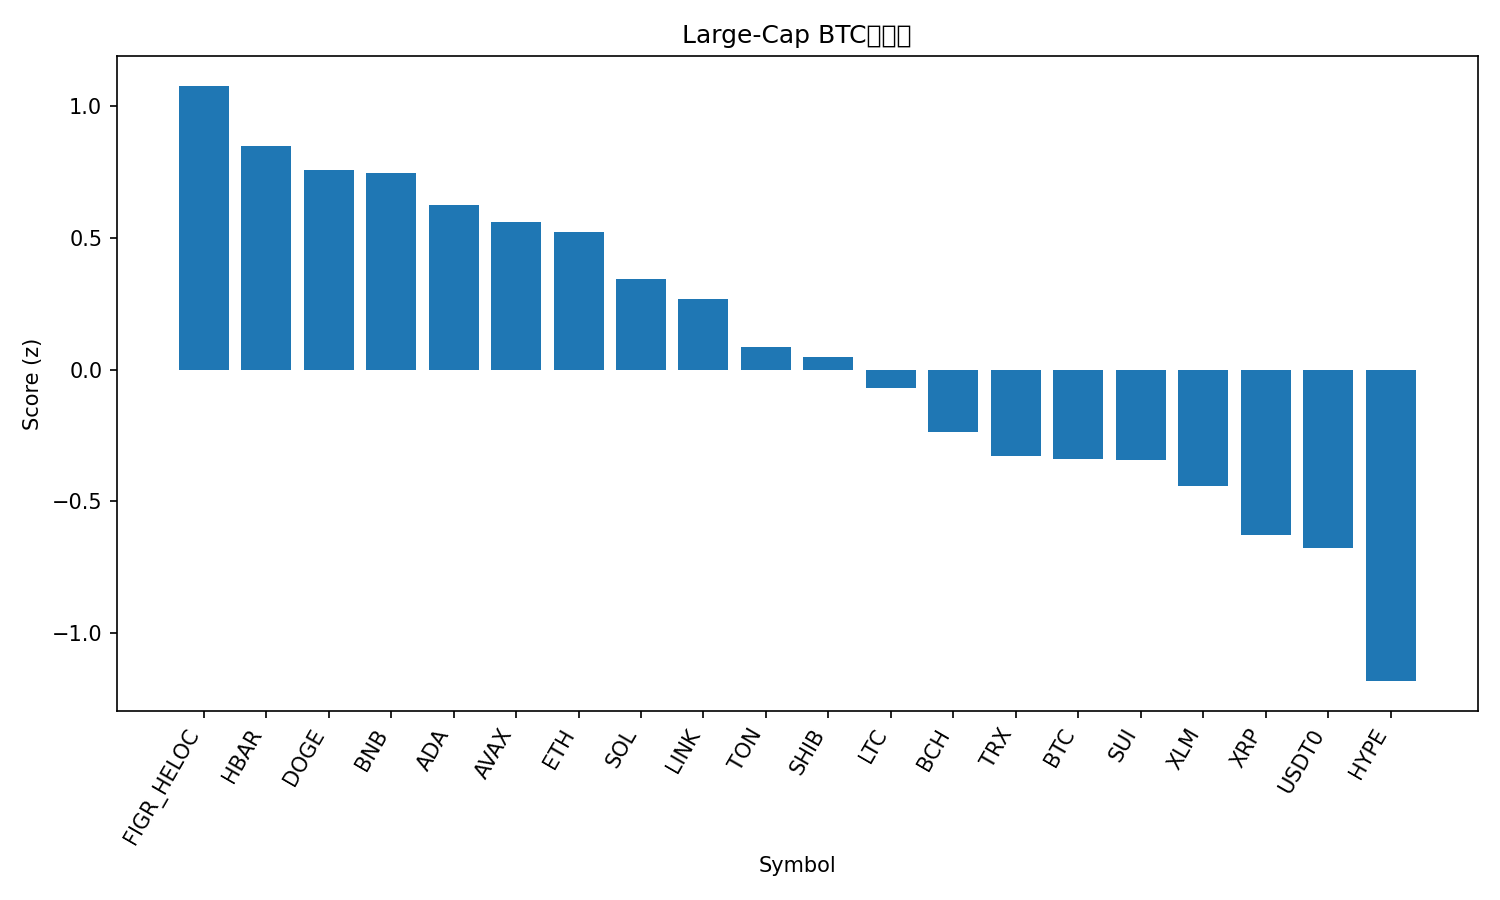 Large-Cap BTC
1.0
0.5
0.0
−0.5
−1.0
Score (z)
FIGR_HELOC
HBAR
DOGE
BNB
ADA
AVAX
ETH
SOL
LINK
TON
SHIB
LTC
BCH
TRX
BTC
SUI
XLM
XRP
USDT0
HYPE
Symbol